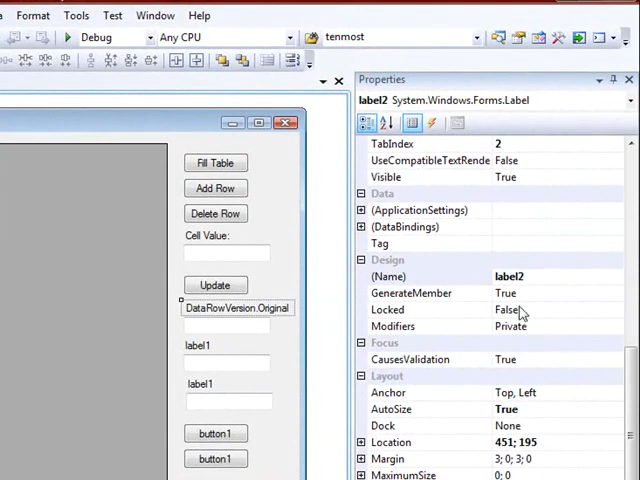 Format Tools Test Window Help
Debug Any CPU tenmost
Properties
label2 System.Windows.Forms.Label
TabIndex 2
UseCompatibleTextRende False
Visible True
Data
(ApplicationSettings)
(DataBindings)
Tag
Design
(Name) label2
GenerateMember True
Locked False
Modifiers Private
Focus
CausesValidation True
Layout
Anchor Top, Left
AutoSize True
Dock None
Location 451; 195
Margin 3; 0; 3; 0
MaximumSize 0; 0
Fill Table
Add Row
Delete Row
Cell Value:
Update
DataRowVersion.Original
label1
label1
button1
button1